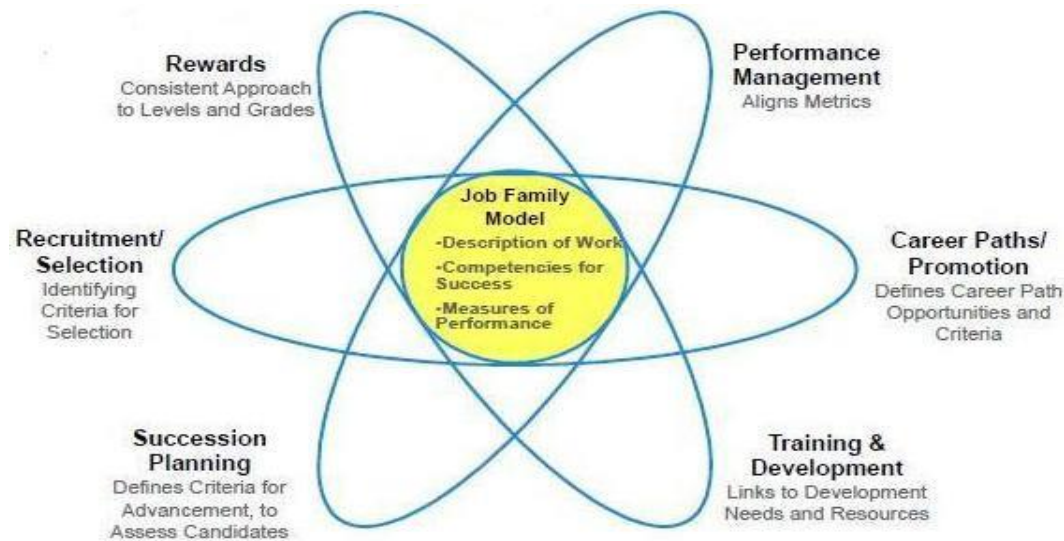 Rewards
Consistent Approach
to Levels and Grades
Performance
Management
Aligns Metrics
Job Family
Model
•Description of Work
•Competencies for
Success
•Measures of
Performance
Recruitment/
Selection
Identifying
Criteria for
Selection
Career Paths/
Promotion
Defines Career Path
Opportunities and
Criteria
Succession
Planning
Defines Criteria for
Advancement, to
Assess Candidates
Training &
Development
Links to Development
Needs and Resources